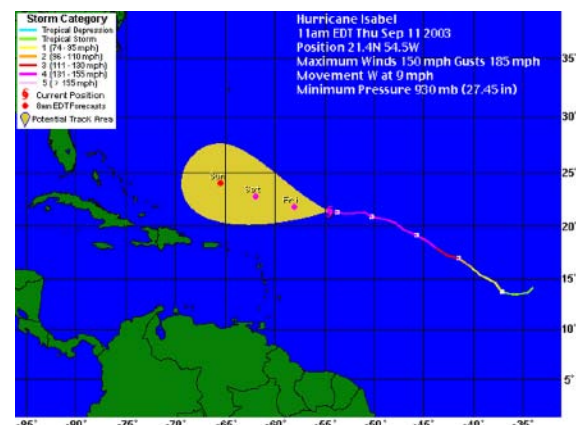 Storm Category
Tropical Depression
Tropical Storm
1 (74-95 mph)
2 (96-110 mph)
3 (111-130 mph)
4 (131-155 mph)
5 ( > 155 mph)
Current Position
8am EDT Forecasts
Potential Track Area
Hurricane Isabel
11am EDT Thu Sep 11 2003
Position 21.4N 54.5W
Maximum Winds 150 mph Gusts 185 mph
Movement W at 9 mph
Minimum Pressure 930 mb (27.45 in)
35°
30°
25°
20°
15°
10°
5°
Sun
Sat
Fri
-95° -90° -85° -80° -75° -70° -65° -60° -55° -50° -45° -40° -35°